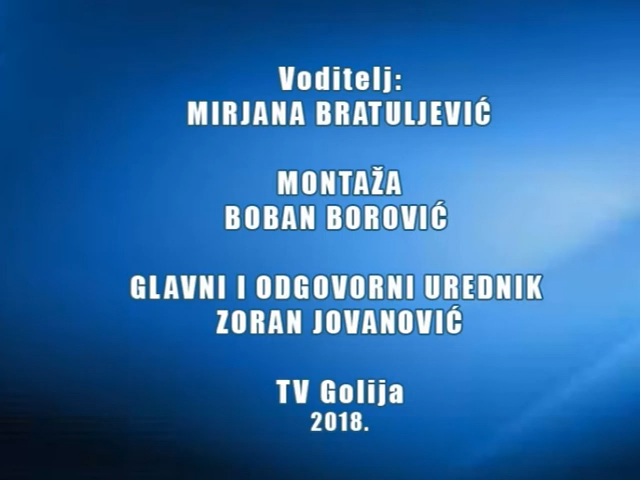 Voditelj:
MIRJANA BRATULJEVIĆ
MONTAŽA
BOBAN BOROVIĆ
GLAVNI I ODGOVORNI UREDNIK
ZORAN JOVANOVIĆ
TV Golija
2018.